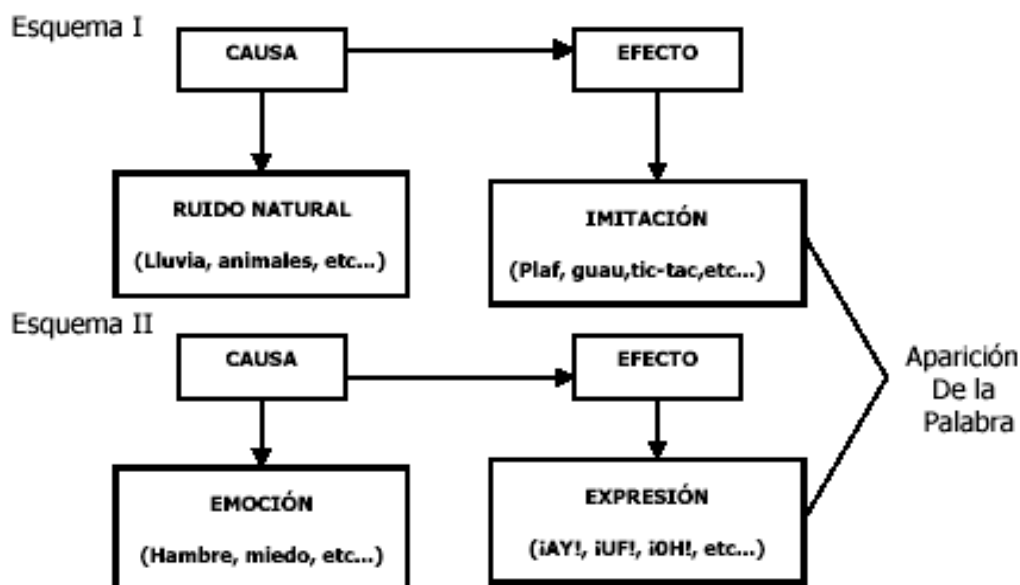 Esquema I
CAUSA
EFECTO
RUIDO NATURAL
(Lluvia, animales, etc...)
IMITACIÓN
(Plaf, guau,tic-tac,etc...)
Esquema II
CAUSA
EFECTO
EMOCIÓN
(Hambre, miedo, etc...)
EXPRESIÓN
(¡AY!, ¡UF!, ¡0H!, etc...)
Aparición
De la
Palabra